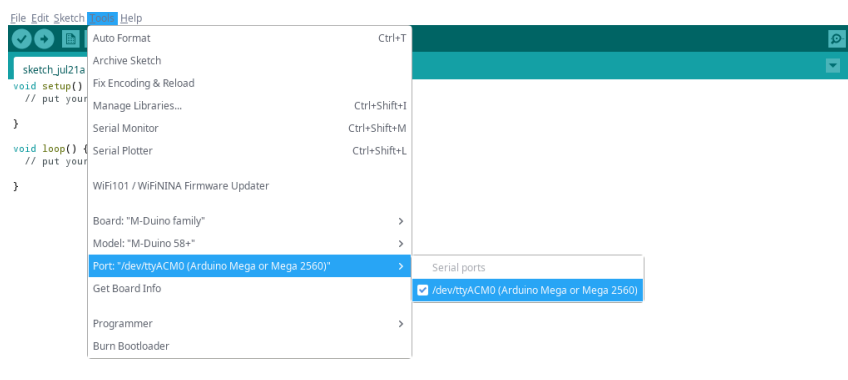 File Edit Sketch Tools Help
sketch_jul21a
void setup()
// put your
}
void loop() {
// put your
}
Auto Format Ctrl+T
Archive Sketch
Fix Encoding & Reload
Manage Libraries... Ctrl+Shift+I
Serial Monitor Ctrl+Shift+M
Serial Plotter Ctrl+Shift+L
WiFi101 / WiFiNINA Firmware Updater
Board: "M-Duino family"
Model: "M-Duino 58+"
Port: "/dev/ttyACM0 (Arduino Mega or Mega 2560)"
Get Board Info
Programmer
Burn Bootloader
Serial ports
/dev/ttyACM0 (Arduino Mega or Mega 2560)